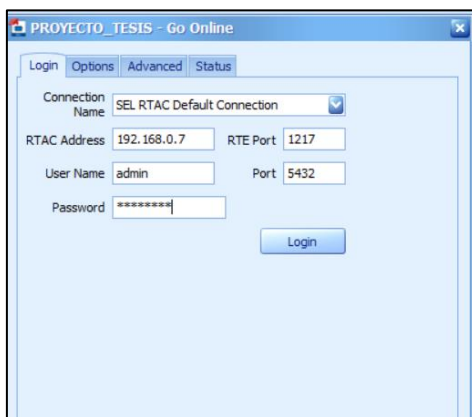 PROYECTO_TESIS - Go Online
Login Options Advanced Status
Connection Name SEL RTAC Default Connection
RTAC Address 192.168.0.7 RTE Port 1217
User Name admin Port 5432
Password ********
Login